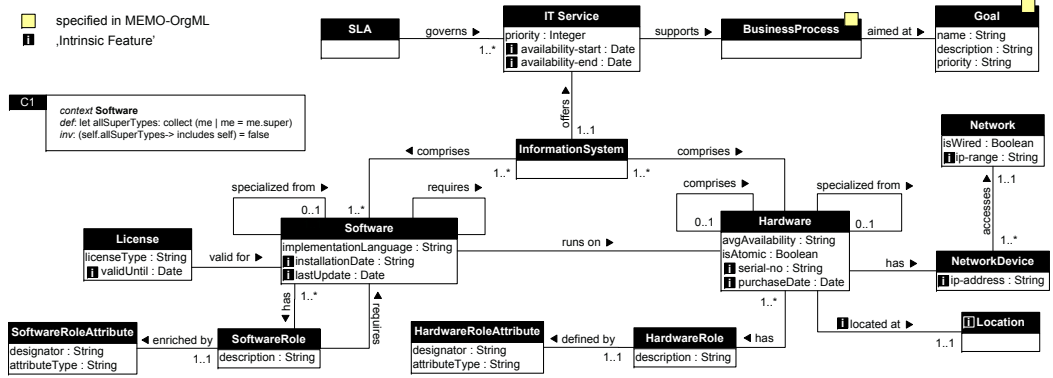 specified in MEMO-OrgML
i ‚Intrinsic Feature'
C1
context Software
def: let allSuperTypes: collect (me | me = me.super)
inv: (self.allSuperTypes-> includes self) = false
SLA
governs ▶
1..*
IT Service
priority : Integer
i availability-start : Date
i availability-end : Date
supports ▶
BusinessProcess
aimed at ▶
Goal
name : String
description : String
priority : String
offers ▶
1..1
InformationSystem
◀ comprises
1..*
1..*
comprises ▶
1..*
Network
isWired : Boolean
i ip-range : String
1..1
accesses ▶
1..*
specialized from ▶
0..1
requires ▶
Software
implementationLanguage : String
i installationDate : String
i lastUpdate : Date
License
licenseType : String
i validUntil : Date
valid for ▶
runs on ▶
comprises ▶
0..1
specialized from ▶
0..1
Hardware
avgAvailability : String
isAtomic : Boolean
i serial-no : String
i purchaseDate : Date
has ▶
NetworkDevice
i ip-address : String
i located at ▶
1..1
i Location
has ▶
1..*
requires ▶
SoftwareRole
description : String
◀ enriched by
1..1
SoftwareRoleAttribute
designator : String
attributeType : String
1..*
◀ has
HardwareRole
description : String
◀ defined by
1..1
HardwareRoleAttribute
designator : String
attributeType : String